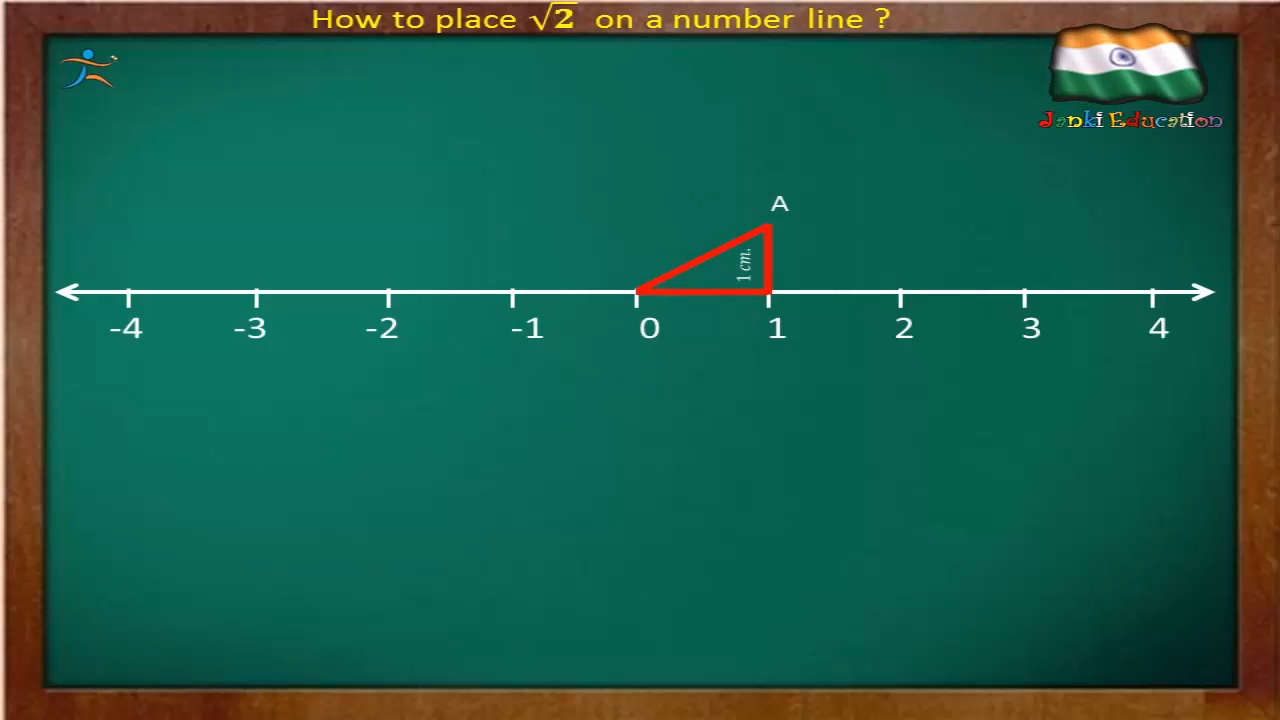 How to place √2 on a number line ?
Janki Education
A
1 cm.
-4 -3 -2 -1 0 1 2 3 4